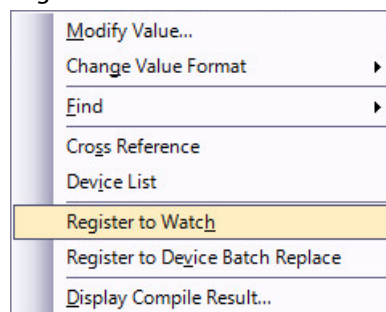 Modify Value...
Change Value Format
Find
Cross Reference
Device List
Register to Watch
Register to Device Batch Replace
Display Compile Result...